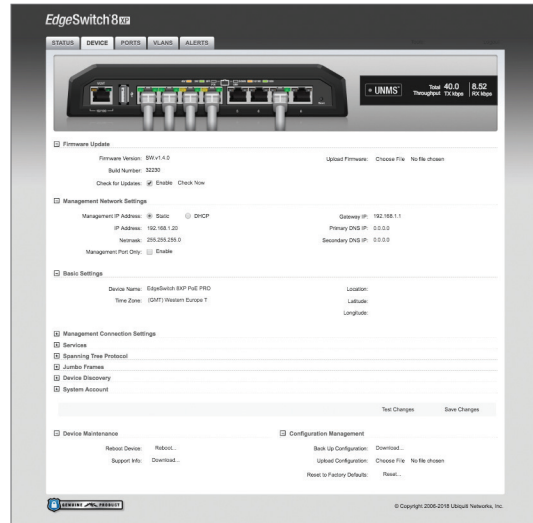 EdgeSwitch 8XP
STATUS DEVICE PORTS VLANS ALERTS
UNMS Total Throughput 40.0 TX kbps 8.52 RX kbps
Firmware Update
Firmware Version: SW.v1.4.0 Upload Firmware: Choose File No file chosen
Build Number: 32230
Check for Updates: Enable Check Now
Management Network Settings
Management IP Address: Static DHCP Gateway IP: 192.168.1.1
IP Address: 192.168.1.20 Primary DNS IP: 0.0.0.0
Netmask: 255.255.255.0 Secondary DNS IP: 0.0.0.0
Management Port Only: Enable
Basic Settings
Device Name: EdgeSwitch 8XP PoE PRO Location:
Time Zone: (GMT) Western Europe T Latitude:
Longitude:
Management Connection Settings
Services
Spanning Tree Protocol
Jumbo Frames
Device Discovery
System Account
Test Changes Save Changes
Device Maintenance Configuration Management
Reboot Device: Reboot... Back Up Configuration: Download...
Support Info: Download... Upload Configuration: Choose File No file chosen
Reset to Factory Defaults: Reset...
GENUINE PRODUCT © Copyright 2006-2018 Ubiquiti Networks, Inc.